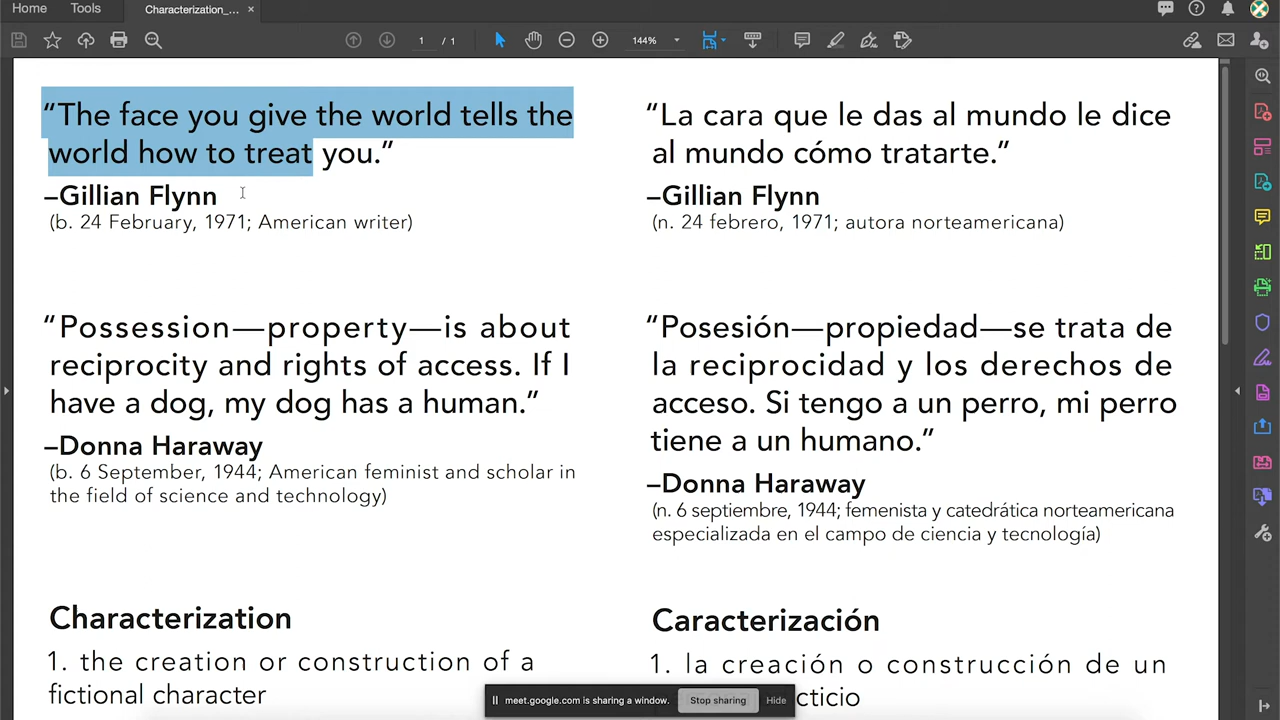 Home
Tools
Characterization_...
×
1 / 1
144%
“The face you give the world tells the
world how to treat you.”
–Gillian Flynn
(b. 24 February, 1971; American writer)
“Possession—property—is about
reciprocity and rights of access. If I
have a dog, my dog has a human.”
–Donna Haraway
(b. 6 September, 1944; American feminist and scholar in
the field of science and technology)
Characterization
1. the creation or construction of a
fictional character
“La cara que le das al mundo le dice
al mundo cómo tratarte.”
–Gillian Flynn
(n. 24 febrero, 1971; autora norteamericana)
“Posesión—propiedad—se trata de
la reciprocidad y los derechos de
acceso. Si tengo a un perro, mi perro
tiene a un humano.”
–Donna Haraway
(n. 6 septiembre, 1944; femenista y catedrática norteamericana
especializada en el campo de ciencia y tecnología)
Caracterización
1. la creación o construcción de un
cticio
meet.google.com is sharing a window.
Stop sharing
Hide